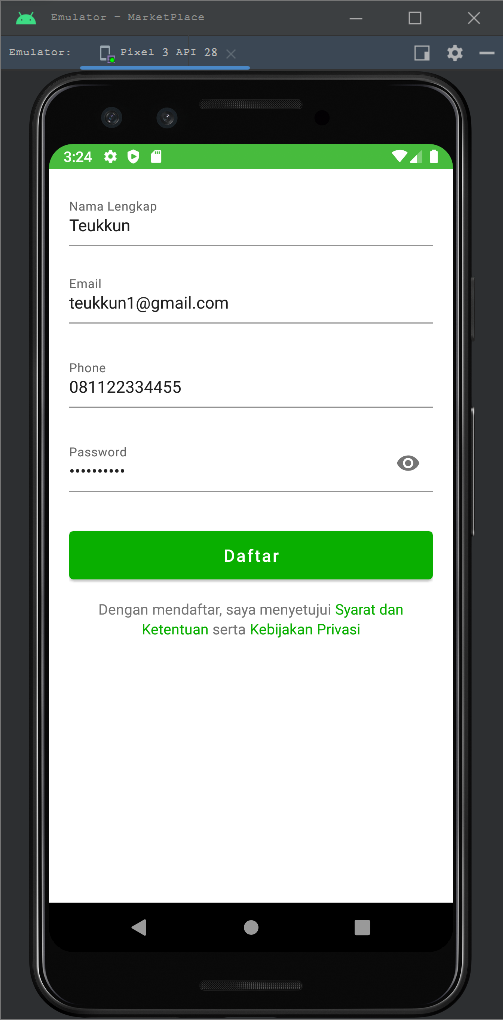 Emulator - MarketPlace
Emulator: Pixel 3 API 28
3:24
Nama Lengkap
Teukkun
Email
teukkun1@gmail.com
Phone
081122334455
Password
••••••••••
Daftar
Dengan mendaftar, saya menyetujui Syarat dan
Ketentuan serta Kebijakan Privasi